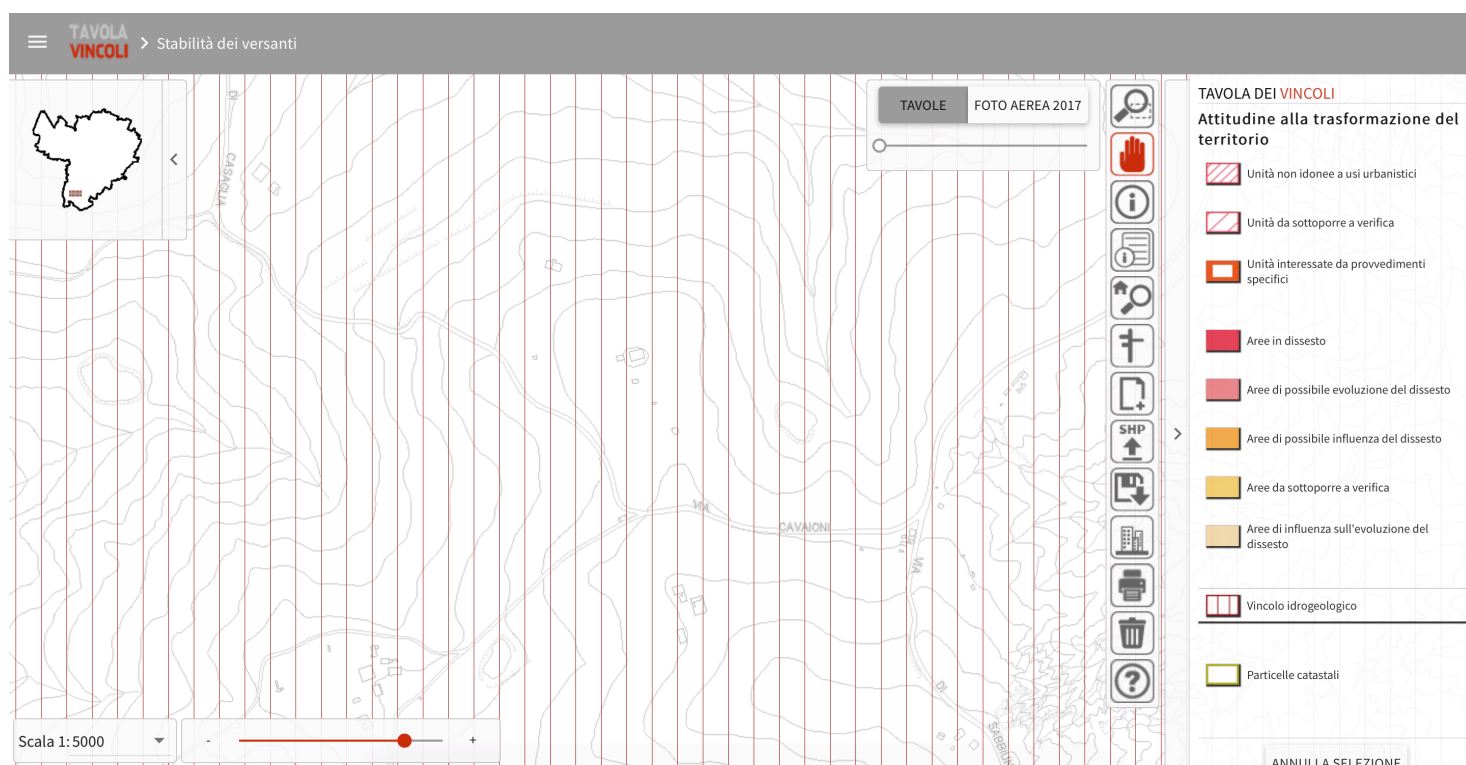 TAVOLA
VINCOLI
Stabilità dei versanti
DI
CASAGLIA
TAVOLE
FOTO AEREA 2017
SHP
VIA
CAVAIONI
VIA
DI
Scala 1:5000
-
+
TAVOLA DEI VINCOLI
Attitudine alla trasformazione del
territorio
Unità non idonee a usi urbanistici
Unità da sottoporre a verifica
Unità interessate da provvedimenti
specifici
Aree in dissesto
Aree di possibile evoluzione del dissesto
Aree di possibile influenza del dissesto
Aree da sottoporre a verifica
Aree di influenza sull'evoluzione del
dissesto
Vincolo idrogeologico
Particelle catastali
ANNULLA SELEZIONE